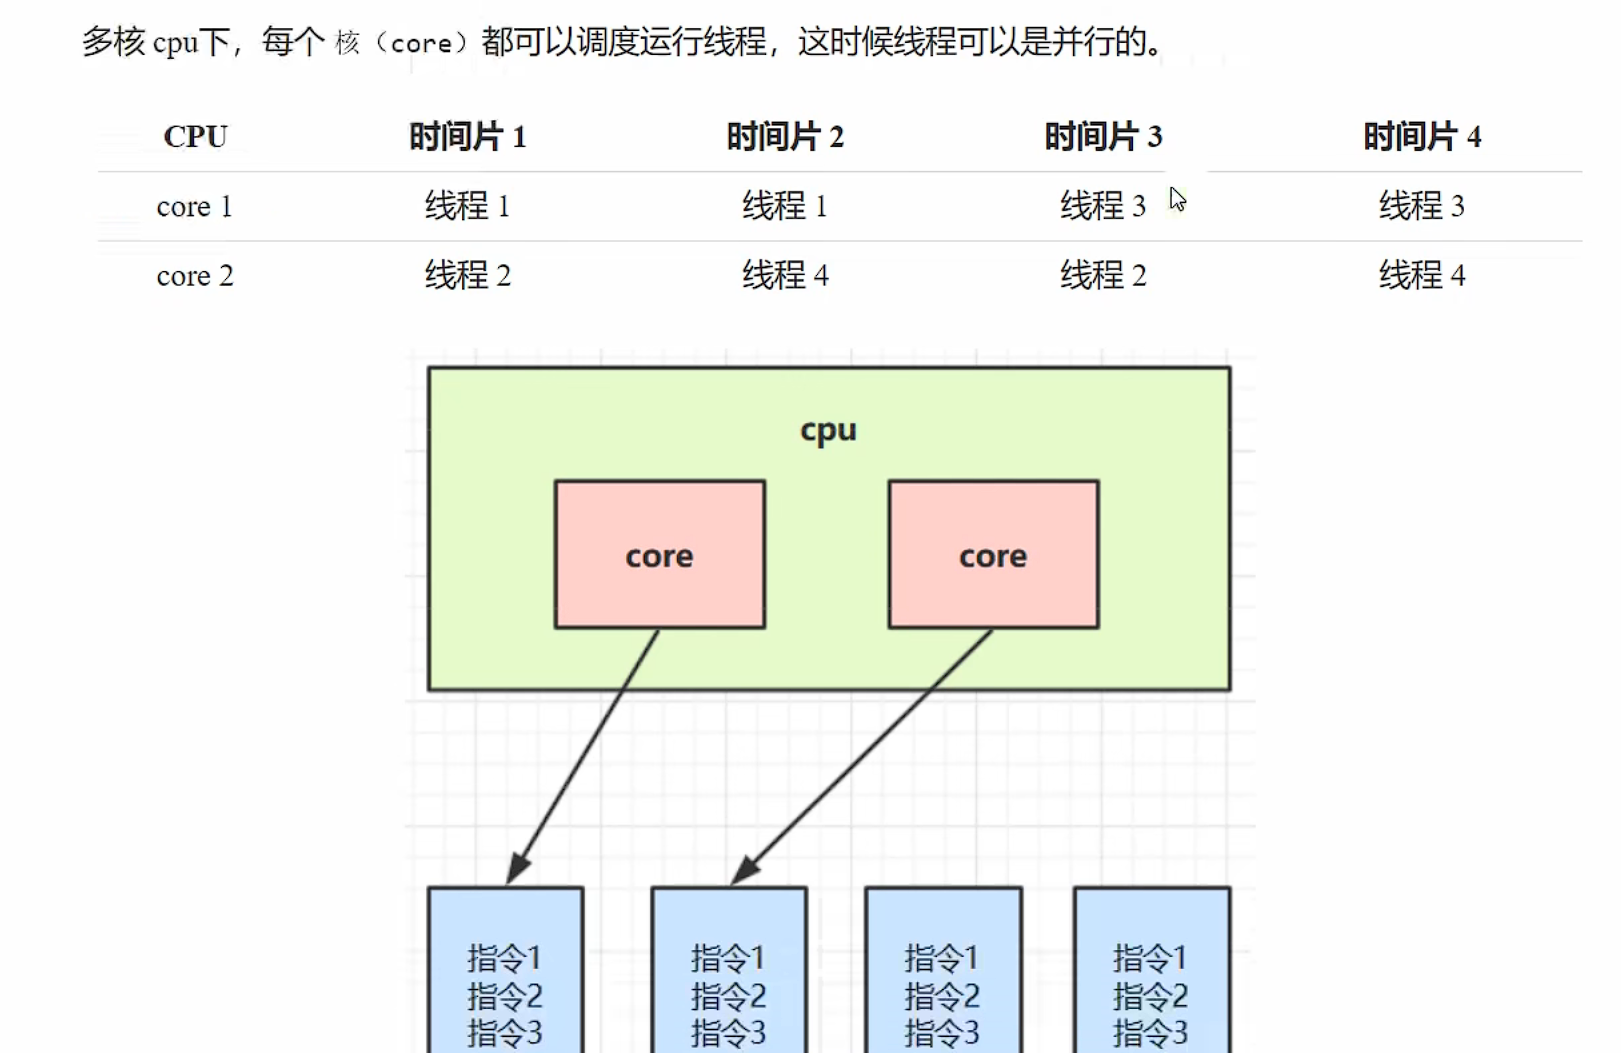 多核 cpu下，每个 核（core）都可以调度运行线程，这时候线程可以是并行的。
CPU 时间片 1 时间片 2 时间片 3 时间片 4
core 1 线程 1 线程 1 线程 3 线程 3
core 2 线程 2 线程 4 线程 2 线程 4
cpu
core core
指令1 指令1 指令1 指令1
指令2 指令2 指令2 指令2
指令3 指令3 指令3 指令3